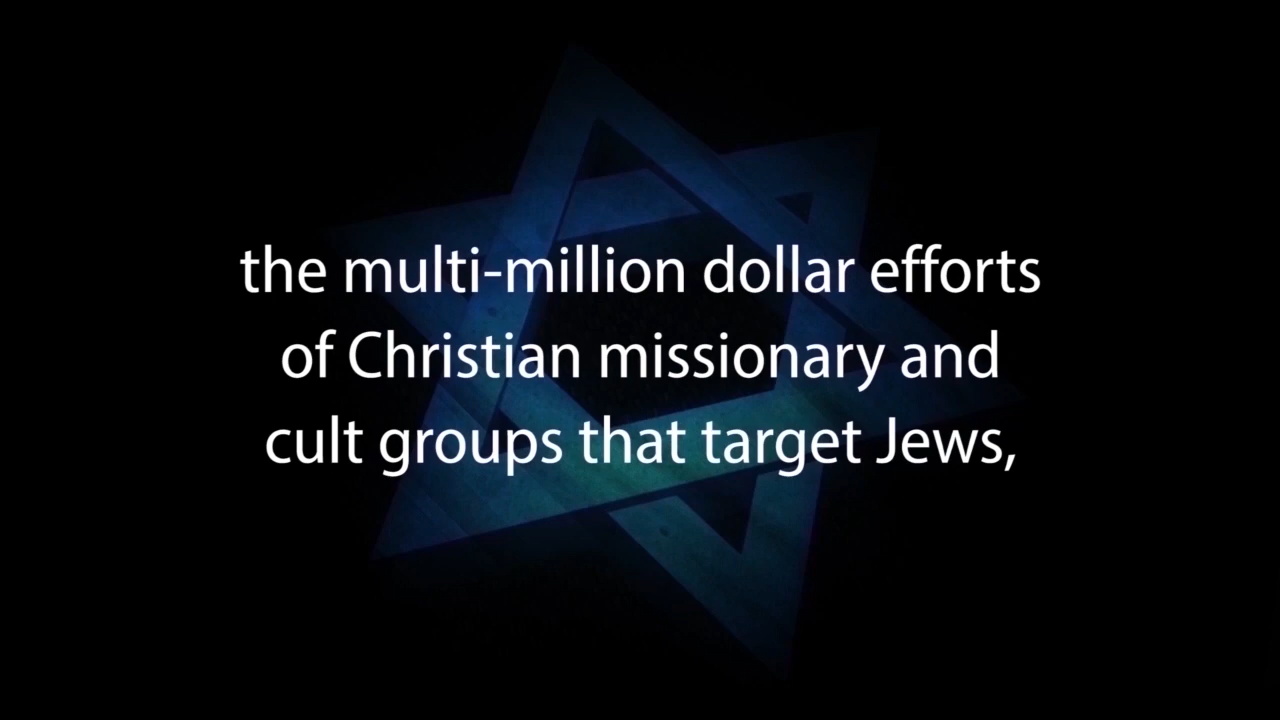 the multi-million dollar efforts
of Christian missionary and
cult groups that target Jews,